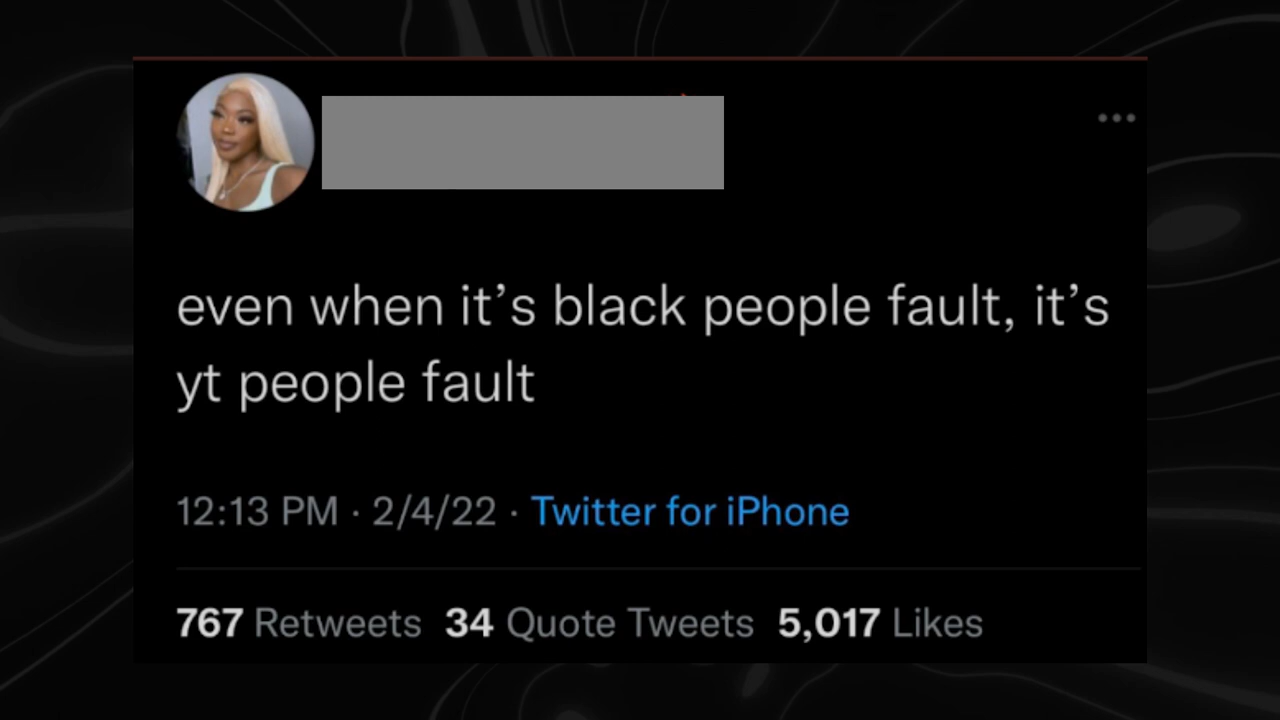 even when it’s black people fault, it’s
yt people fault
12:13 PM · 2/4/22 · Twitter for iPhone
767 Retweets 34 Quote Tweets 5,017 Likes